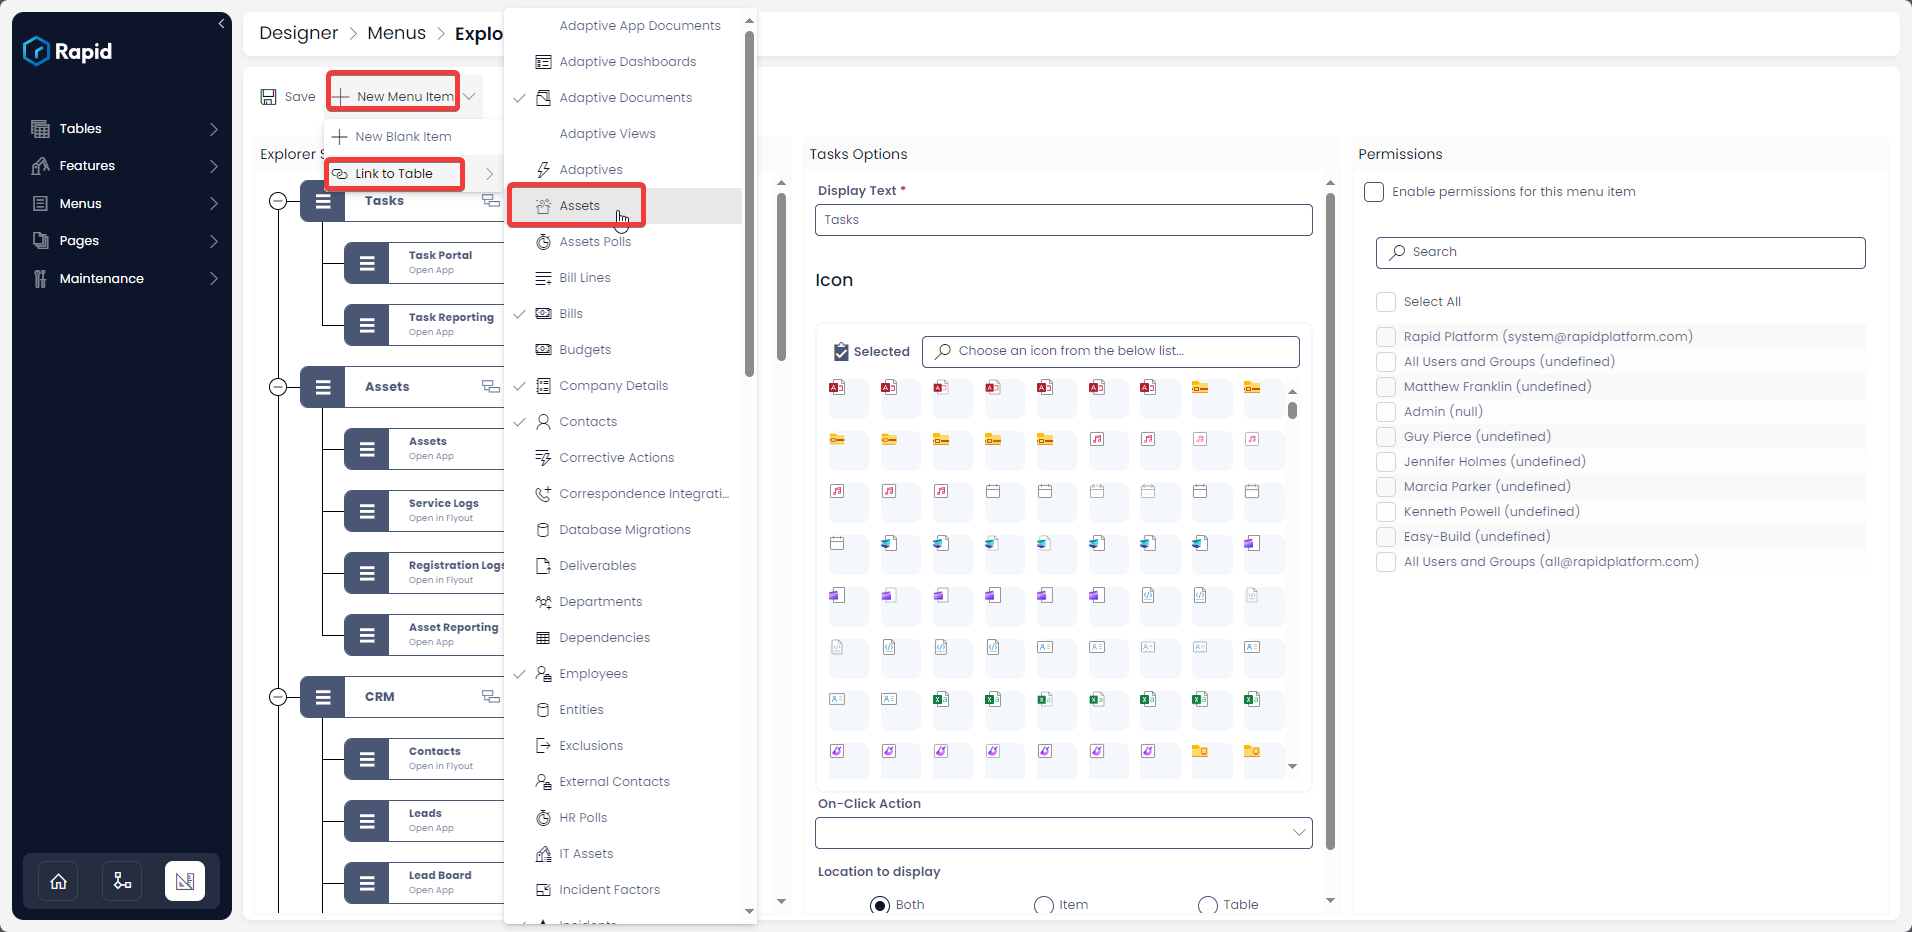 Rapid
Tables
Features
Menus
Pages
Maintenance
Designer > Menus > Explo
Save
New Menu Item
New Blank Item
Link to Table
Explorer S
Tasks
Task Portal
Open App
Task Reporting
Open App
Assets
Assets
Open App
Service Logs
Open in Flyout
Registration Logs
Open in Flyout
Asset Reporting
Open App
CRM
Contacts
Open in Flyout
Leads
Open App
Lead Board
Open App
Adaptive App Documents
Adaptive Dashboards
Adaptive Documents
Adaptive Views
Adaptives
Assets
Assets Polls
Bill Lines
Bills
Budgets
Company Details
Contacts
Corrective Actions
Correspondence Integrati...
Database Migrations
Deliverables
Departments
Dependencies
Employees
Entities
Exclusions
External Contacts
HR Polls
IT Assets
Incident Factors
Incidents
Tasks Options
Display Text *
Tasks
Icon
Selected
Choose an icon from the below list...
On-Click Action
Location to display
Both
Item
Table
Permissions
Enable permissions for this menu item
Search
Select All
Rapid Platform (system@rapidplatform.com)
All Users and Groups (undefined)
Matthew Franklin (undefined)
Admin (null)
Guy Pierce (undefined)
Jennifer Holmes (undefined)
Marcia Parker (undefined)
Kenneth Powell (undefined)
Easy-Build (undefined)
All Users and Groups (all@rapidplatform.com)